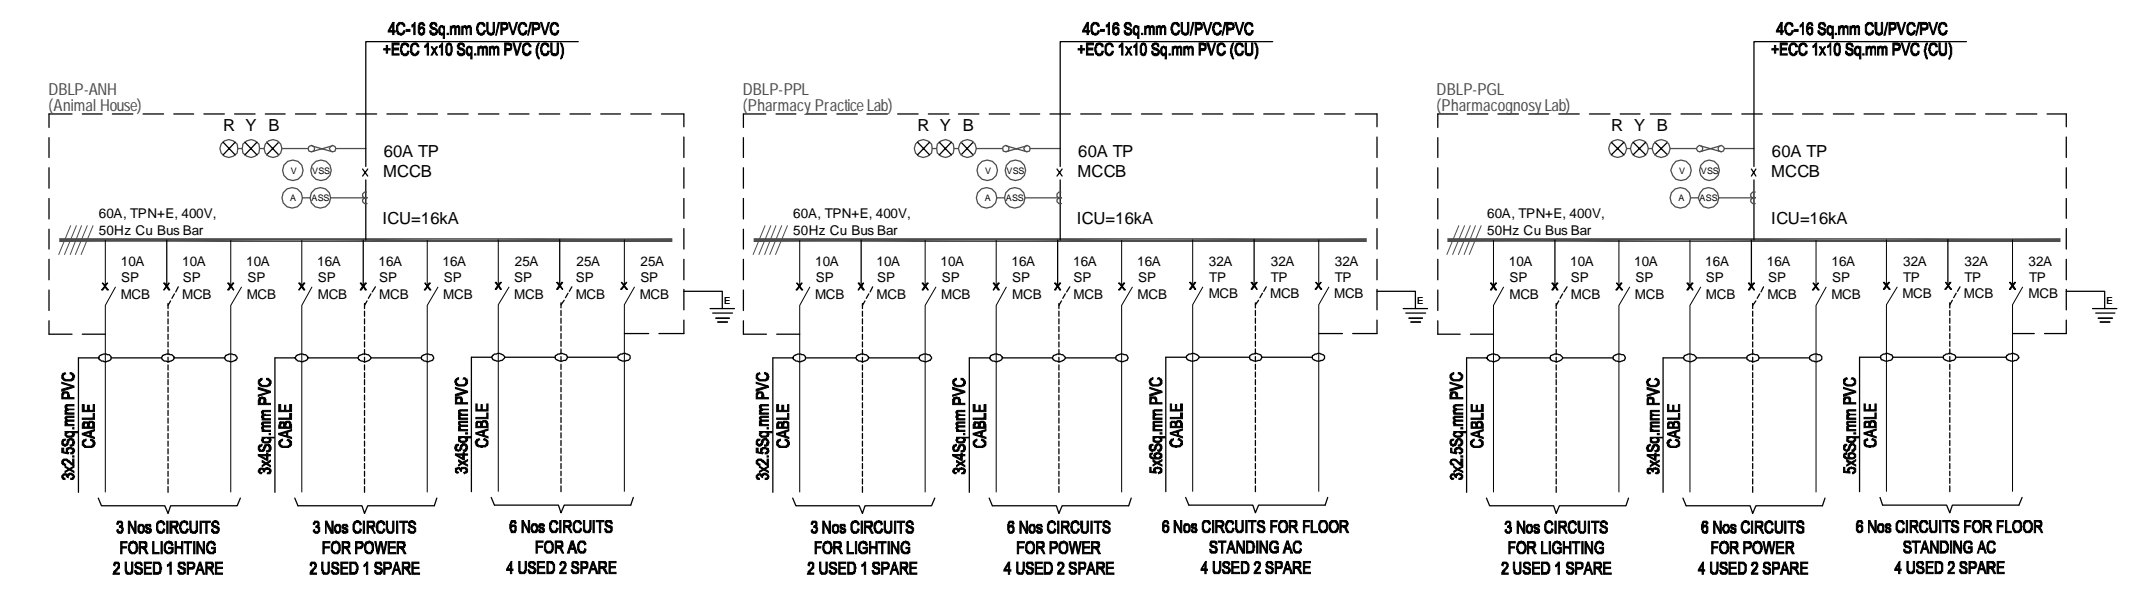 4C-16 Sq.mm CU/PVC/PVC
+ECC 1x10 Sq.mm PVC (CU)
DBLP-ANH
(Animal House)
R Y B
60A TP
MCCB
V VSS
A ASS
ICU=16kA
60A, TPN+E, 400V,
50Hz Cu Bus Bar
10A SP MCB
10A SP MCB
10A SP MCB
16A SP MCB
16A SP MCB
16A SP MCB
25A SP MCB
25A SP MCB
25A SP MCB
E
3x2.5Sq.mm PVC
CABLE
3x4Sq.mm PVC
CABLE
3x4Sq.mm PVC
CABLE
3 Nos CIRCUITS
FOR LIGHTING
2 USED 1 SPARE
3 Nos CIRCUITS
FOR POWER
2 USED 1 SPARE
6 Nos CIRCUITS
FOR AC
4 USED 2 SPARE
4C-16 Sq.mm CU/PVC/PVC
+ECC 1x10 Sq.mm PVC (CU)
DBLP-PPL
(Pharmacy Practice Lab)
R Y B
60A TP
MCCB
V VSS
A ASS
ICU=16kA
60A, TPN+E, 400V,
50Hz Cu Bus Bar
10A SP MCB
10A SP MCB
10A SP MCB
16A SP MCB
16A SP MCB
16A SP MCB
32A TP MCB
32A TP MCB
32A TP MCB
E
3x2.5Sq.mm PVC
CABLE
3x4Sq.mm PVC
CABLE
5x6Sq.mm PVC
CABLE
3 Nos CIRCUITS
FOR LIGHTING
2 USED 1 SPARE
6 Nos CIRCUITS
FOR POWER
4 USED 2 SPARE
6 Nos CIRCUITS FOR FLOOR
STANDING AC
4 USED 2 SPARE
4C-16 Sq.mm CU/PVC/PVC
+ECC 1x10 Sq.mm PVC (CU)
DBLP-PGL
(Pharmacognosy Lab)
R Y B
60A TP
MCCB
V VSS
A ASS
ICU=16kA
60A, TPN+E, 400V,
50Hz Cu Bus Bar
10A SP MCB
10A SP MCB
10A SP MCB
16A SP MCB
16A SP MCB
16A SP MCB
32A TP MCB
32A TP MCB
32A TP MCB
E
3x2.5Sq.mm PVC
CABLE
3x4Sq.mm PVC
CABLE
5x6Sq.mm PVC
CABLE
3 Nos CIRCUITS
FOR LIGHTING
2 USED 1 SPARE
6 Nos CIRCUITS
FOR POWER
4 USED 2 SPARE
6 Nos CIRCUITS FOR FLOOR
STANDING AC
4 USED 2 SPARE